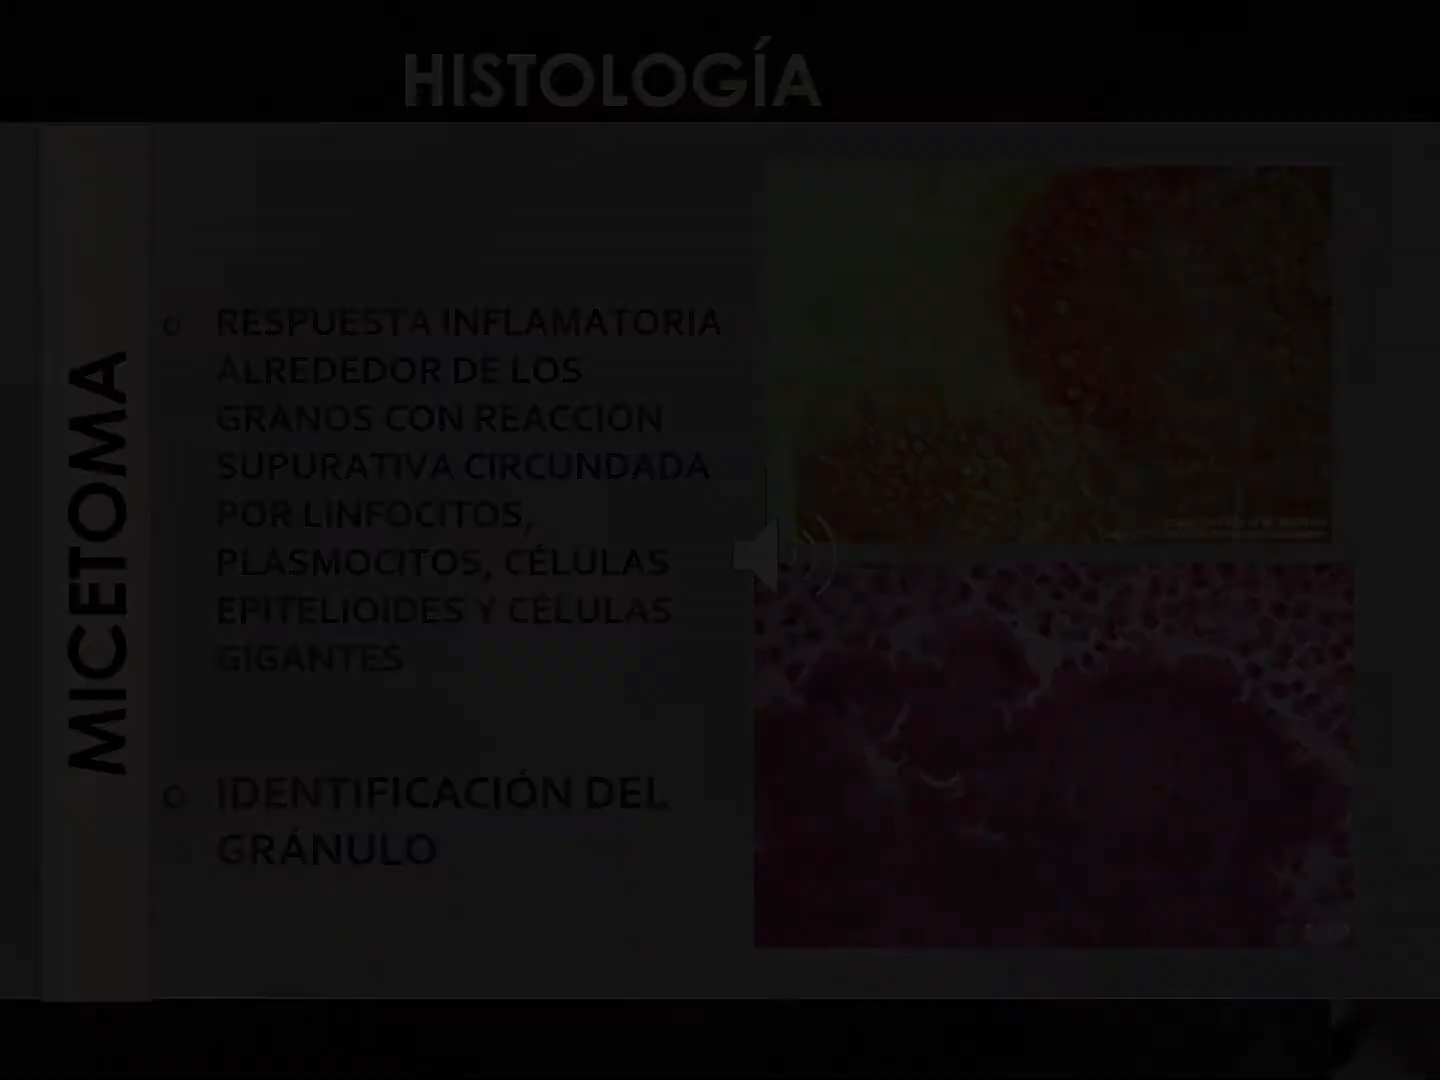 HISTOLOGÍA
MICETOMA
o RESPUESTA INFLAMATORIA
ALREDEDOR DE LOS
GRANOS CON REACCIÓN
SUPURATIVA CIRCUNDADA
POR LINFOCITOS,
PLASMOCITOS, CÉLULAS
EPITELIOIDES Y CÉLULAS
GIGANTES
o IDENTIFICACIÓN DEL
GRÁNULO